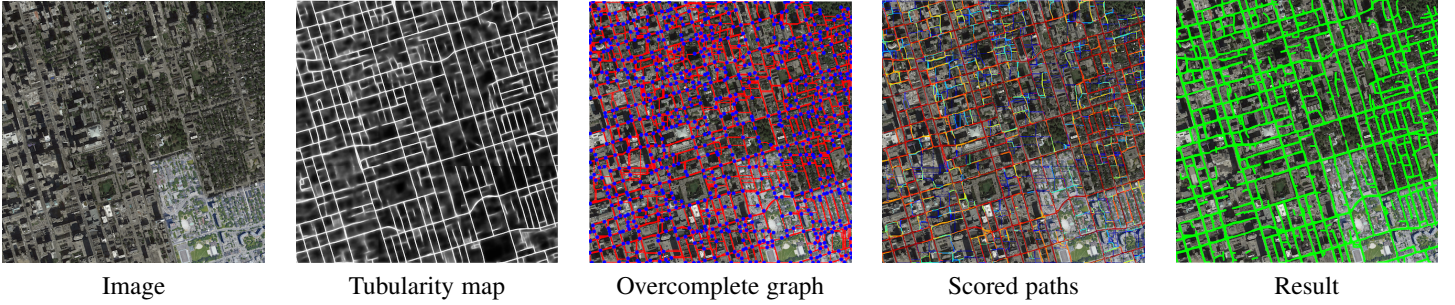 Image
Tubularity map
Overcomplete graph
Scored paths
Result